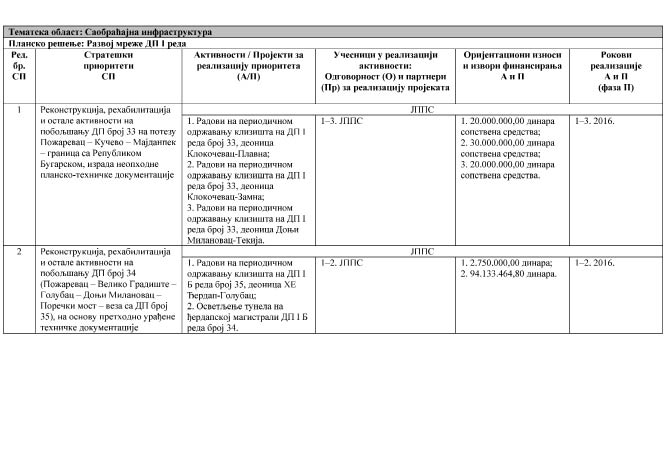 Тематска област: Саобраћајна инфраструктура
Планско решење: Развој мреже ДП I реда
Ред.
бр.
СП
Стратешки
приоритети
СП
Активности / Пројекти за
реализацију приоритета
(А/П)
Учесници у реализацији
активности:
Одговорност (О) и партнери
(Пр) за реализацију пројеката
Оријентациони износи
и извори финансирања
А и П
Рокови
реализације
А и П
(фаза П)
1
Реконструкција, рехабилитација
и остале активности на
побољшању ДП број 33 на потезу
Пожаревац – Кучево – Мајданпек
– граница са Републиком
Бугарском, израда неопходне
планско-техничке документације
ЈППС
1. Радови на периодичном
одржавању клизишта на ДП I
реда број 33, деоница
Клокочевац-Плавна;
2. Радови на периодичном
одржавању клизишта на ДП I
реда број 33, деоница
Клокочевац-Замна;
3. Радови на периодичном
одржавању клизишта на ДП I
реда број 33, деоница Доњи
Милановац-Текија.
1–3. ЈППС
1. 20.000.000,00 динара
сопствена средства;
2. 30.000.000,00 динара
сопствена средства;
3. 20.000.000,00 динара
сопствена средства.
1–3. 2016.
2
Реконструкција, рехабилитација
и остале активности на
побољшању ДП број 34
(Пожаревац – Велико Градиште –
Голубац – Доњи Милановац –
Поречки мост – веза са ДП број
35), на основу претходно урађене
техничке документације
ЈППС
1. Радови на периодичном
одржавању клизишта на ДП I
Б реда број 35, деоница ХЕ
Ђердап-Голубац;
2. Осветљење тунела на
ђердапској магистрали ДП I Б
реда број 34.
1–2. ЈППС
1. 2.750.000,00 динара;
2. 94.133.464,80 динара.
1–2. 2016.